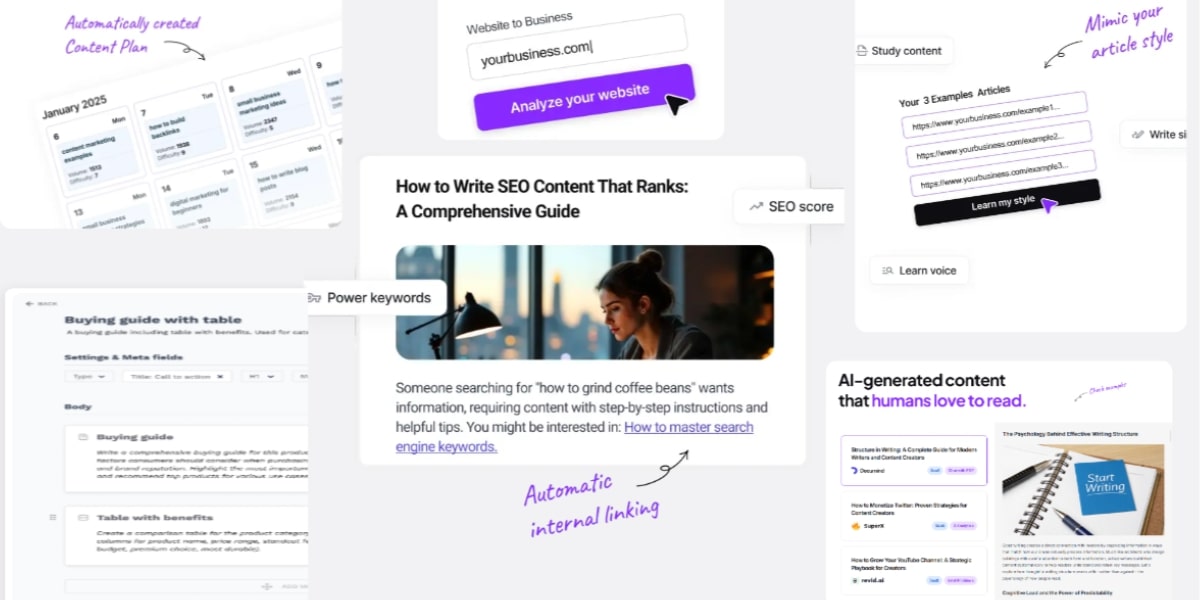 Automatically created
Content Plan
January 2025
6
Mon
content marketing
examples
Volume: 1513
Difficulty: 7
7
Tue
how to build
backlinks
Volume: 1928
Difficulty: 9
8
Wed
small business
marketing ideas
Volume: 2347
Difficulty: 5
9
13
Mon
small business
strategies
14
Tue
digital marketing for
beginners
15
Wed
how to write blog
posts
Website to Business
yourbusiness.com
Analyze your website
Mimic your
article style
Study content
Your 3 Examples Articles
https://www.yourbusiness.com/example1...
https://www.yourbusiness.com/example2...
https://www.yourbusiness.com/example3...
Learn my style
Write si
Learn voice
How to Write SEO Content That Ranks:
A Comprehensive Guide
SEO score
Power keywords
Someone searching for "how to grind coffee beans" wants
information, requiring content with step-by-step instructions and
helpful tips. You might be interested in: How to master search
engine keywords.
Automatic
internal linking
BACK
Buying guide with table
A buying guide including table with benefits. Used for cat
Settings & Meta fields
Type
Title: Call to action
H1
Body
Buying guide
Write a comprehensive buying guide for this produc
factors consumers should consider when purchasin
and brand reputation. Highlight the most importan
and recommend top products for various use cases
Table with benefits
Create a comparison table for the product category
columns for product name, price range, standout f
budget, premium choice, most durable).
AI-generated content
that humans love to read.
Check example!
Structure in Writing: A Complete Guide for Modern
Writers and Content Creators
Documind
SaaS
How to Monetize Twitter: Proven Strategies for
Content Creators
SuperX
SaaS
How to Grow Your YouTube Channel: A Strategic
Playbook for Creators
revid.ai
SaaS
The Psychology Behind Effective Writing Structure
Start
Writing
Cognitive Load and the Power of Predictability